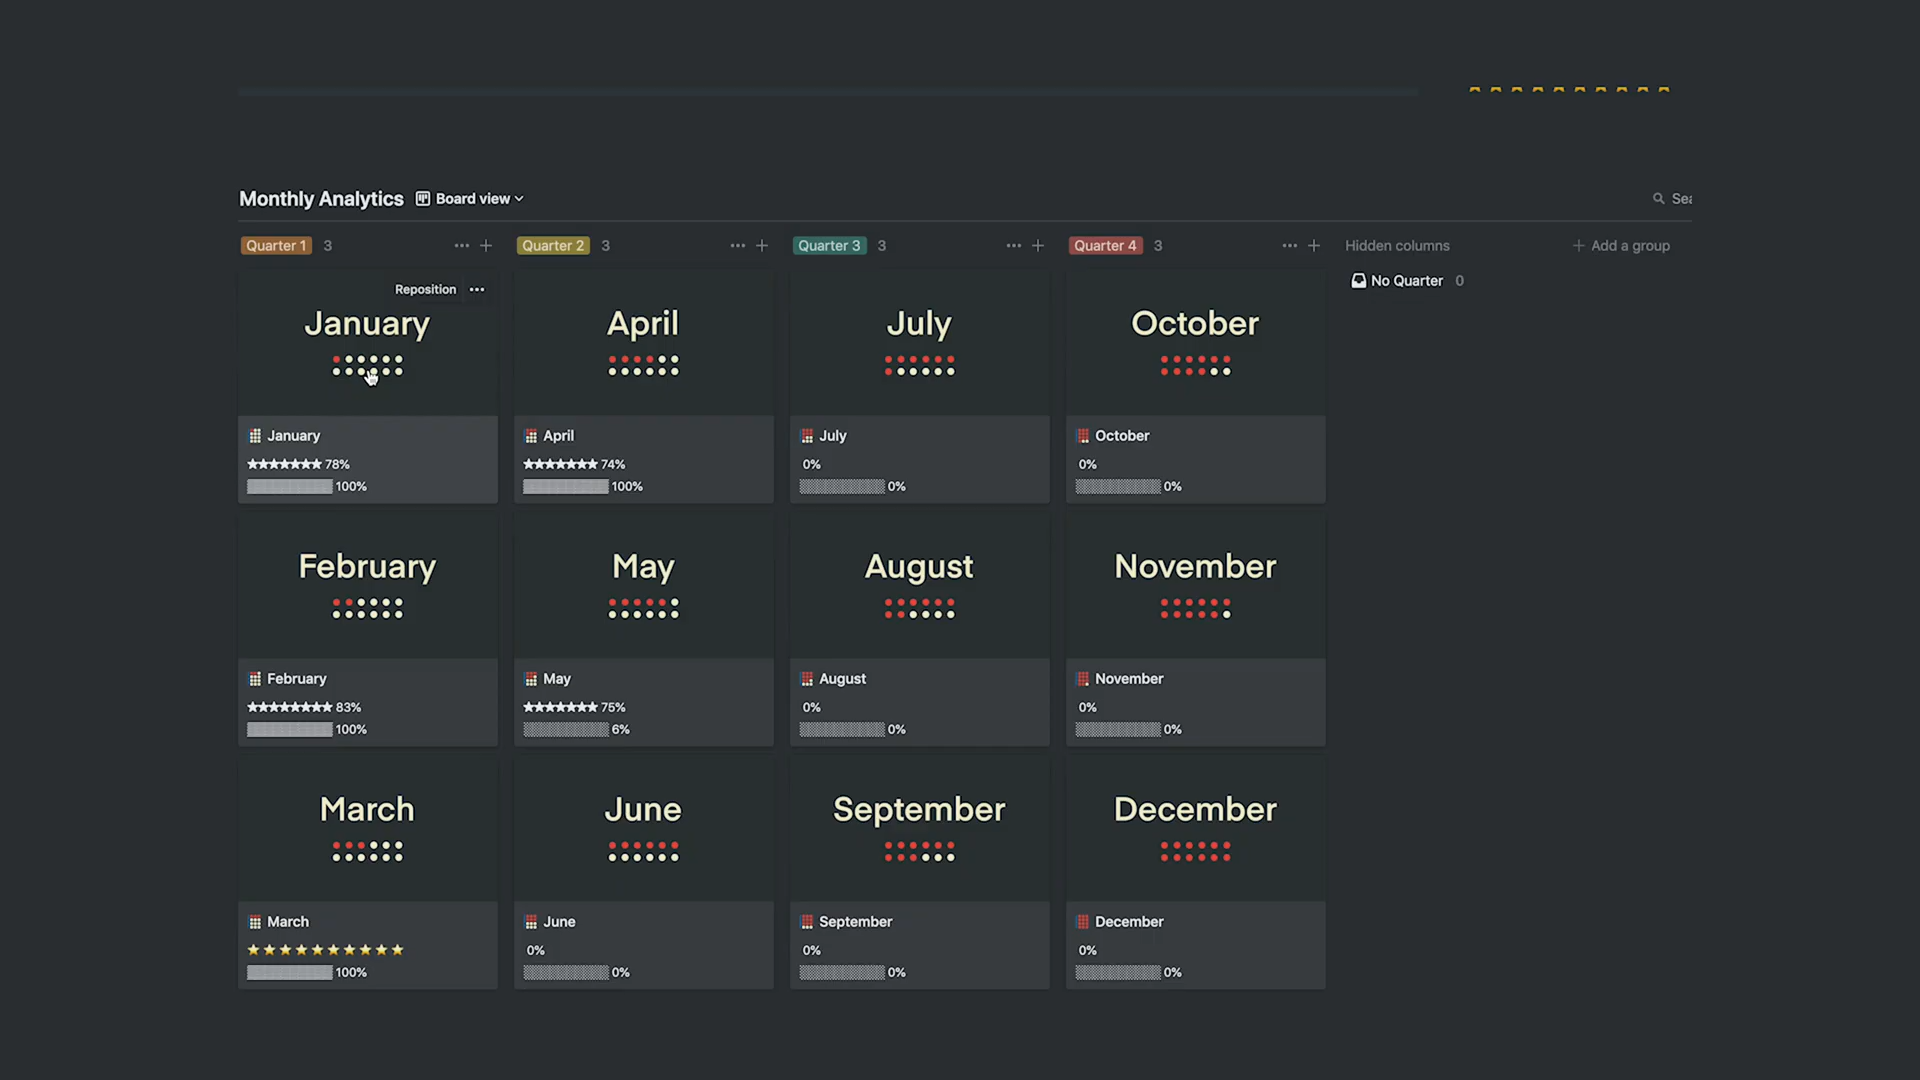 Monthly Analytics Board view
Sea
Quarter 1 3
Quarter 2 3
Quarter 3 3
Quarter 4 3
Hidden columns
Add a group
No Quarter 0
Reposition
January
January
★★★★★★★ 78%
100%
April
April
★★★★★★★ 74%
100%
July
July
0%
0%
October
October
0%
0%
February
February
★★★★★★★★ 83%
100%
May
May
★★★★★★★ 75%
6%
August
August
0%
0%
November
November
0%
0%
March
March
100%
June
June
0%
0%
September
September
0%
0%
December
December
0%
0%